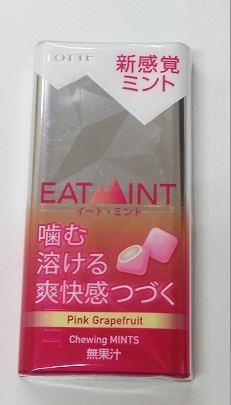 LOTTE
新感覚
ミント
EATMINT
イート・ミント
噛む
溶ける
爽快感つづく
Pink Grapefruit
Chewing MINTS
無果汁